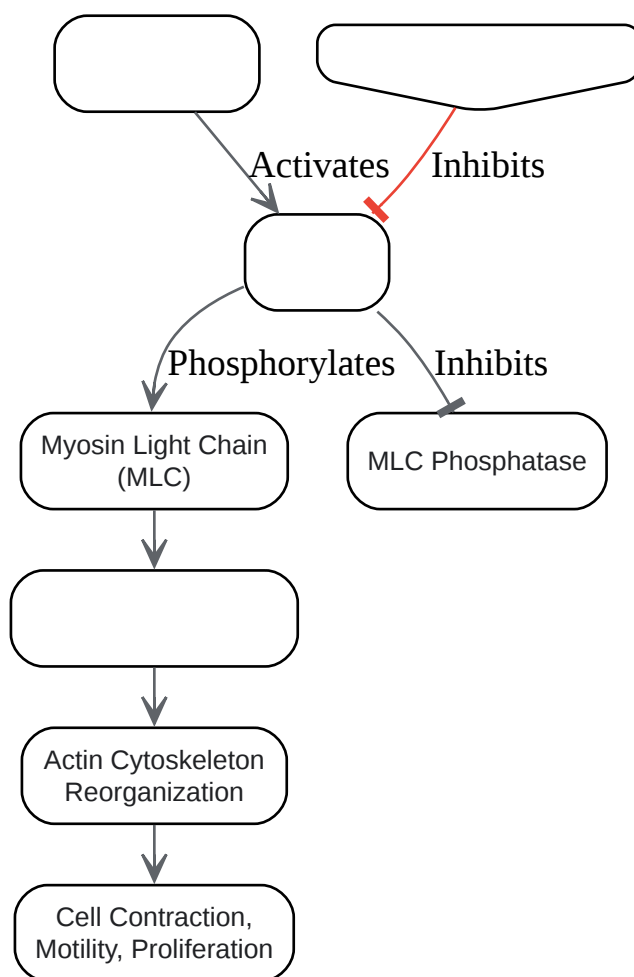 Activates
Inhibits
Phosphorylates
Inhibits
Myosin Light Chain
(MLC)
MLC Phosphatase
Actin Cytoskeleton
Reorganization
Cell Contraction,
Motility, Proliferation